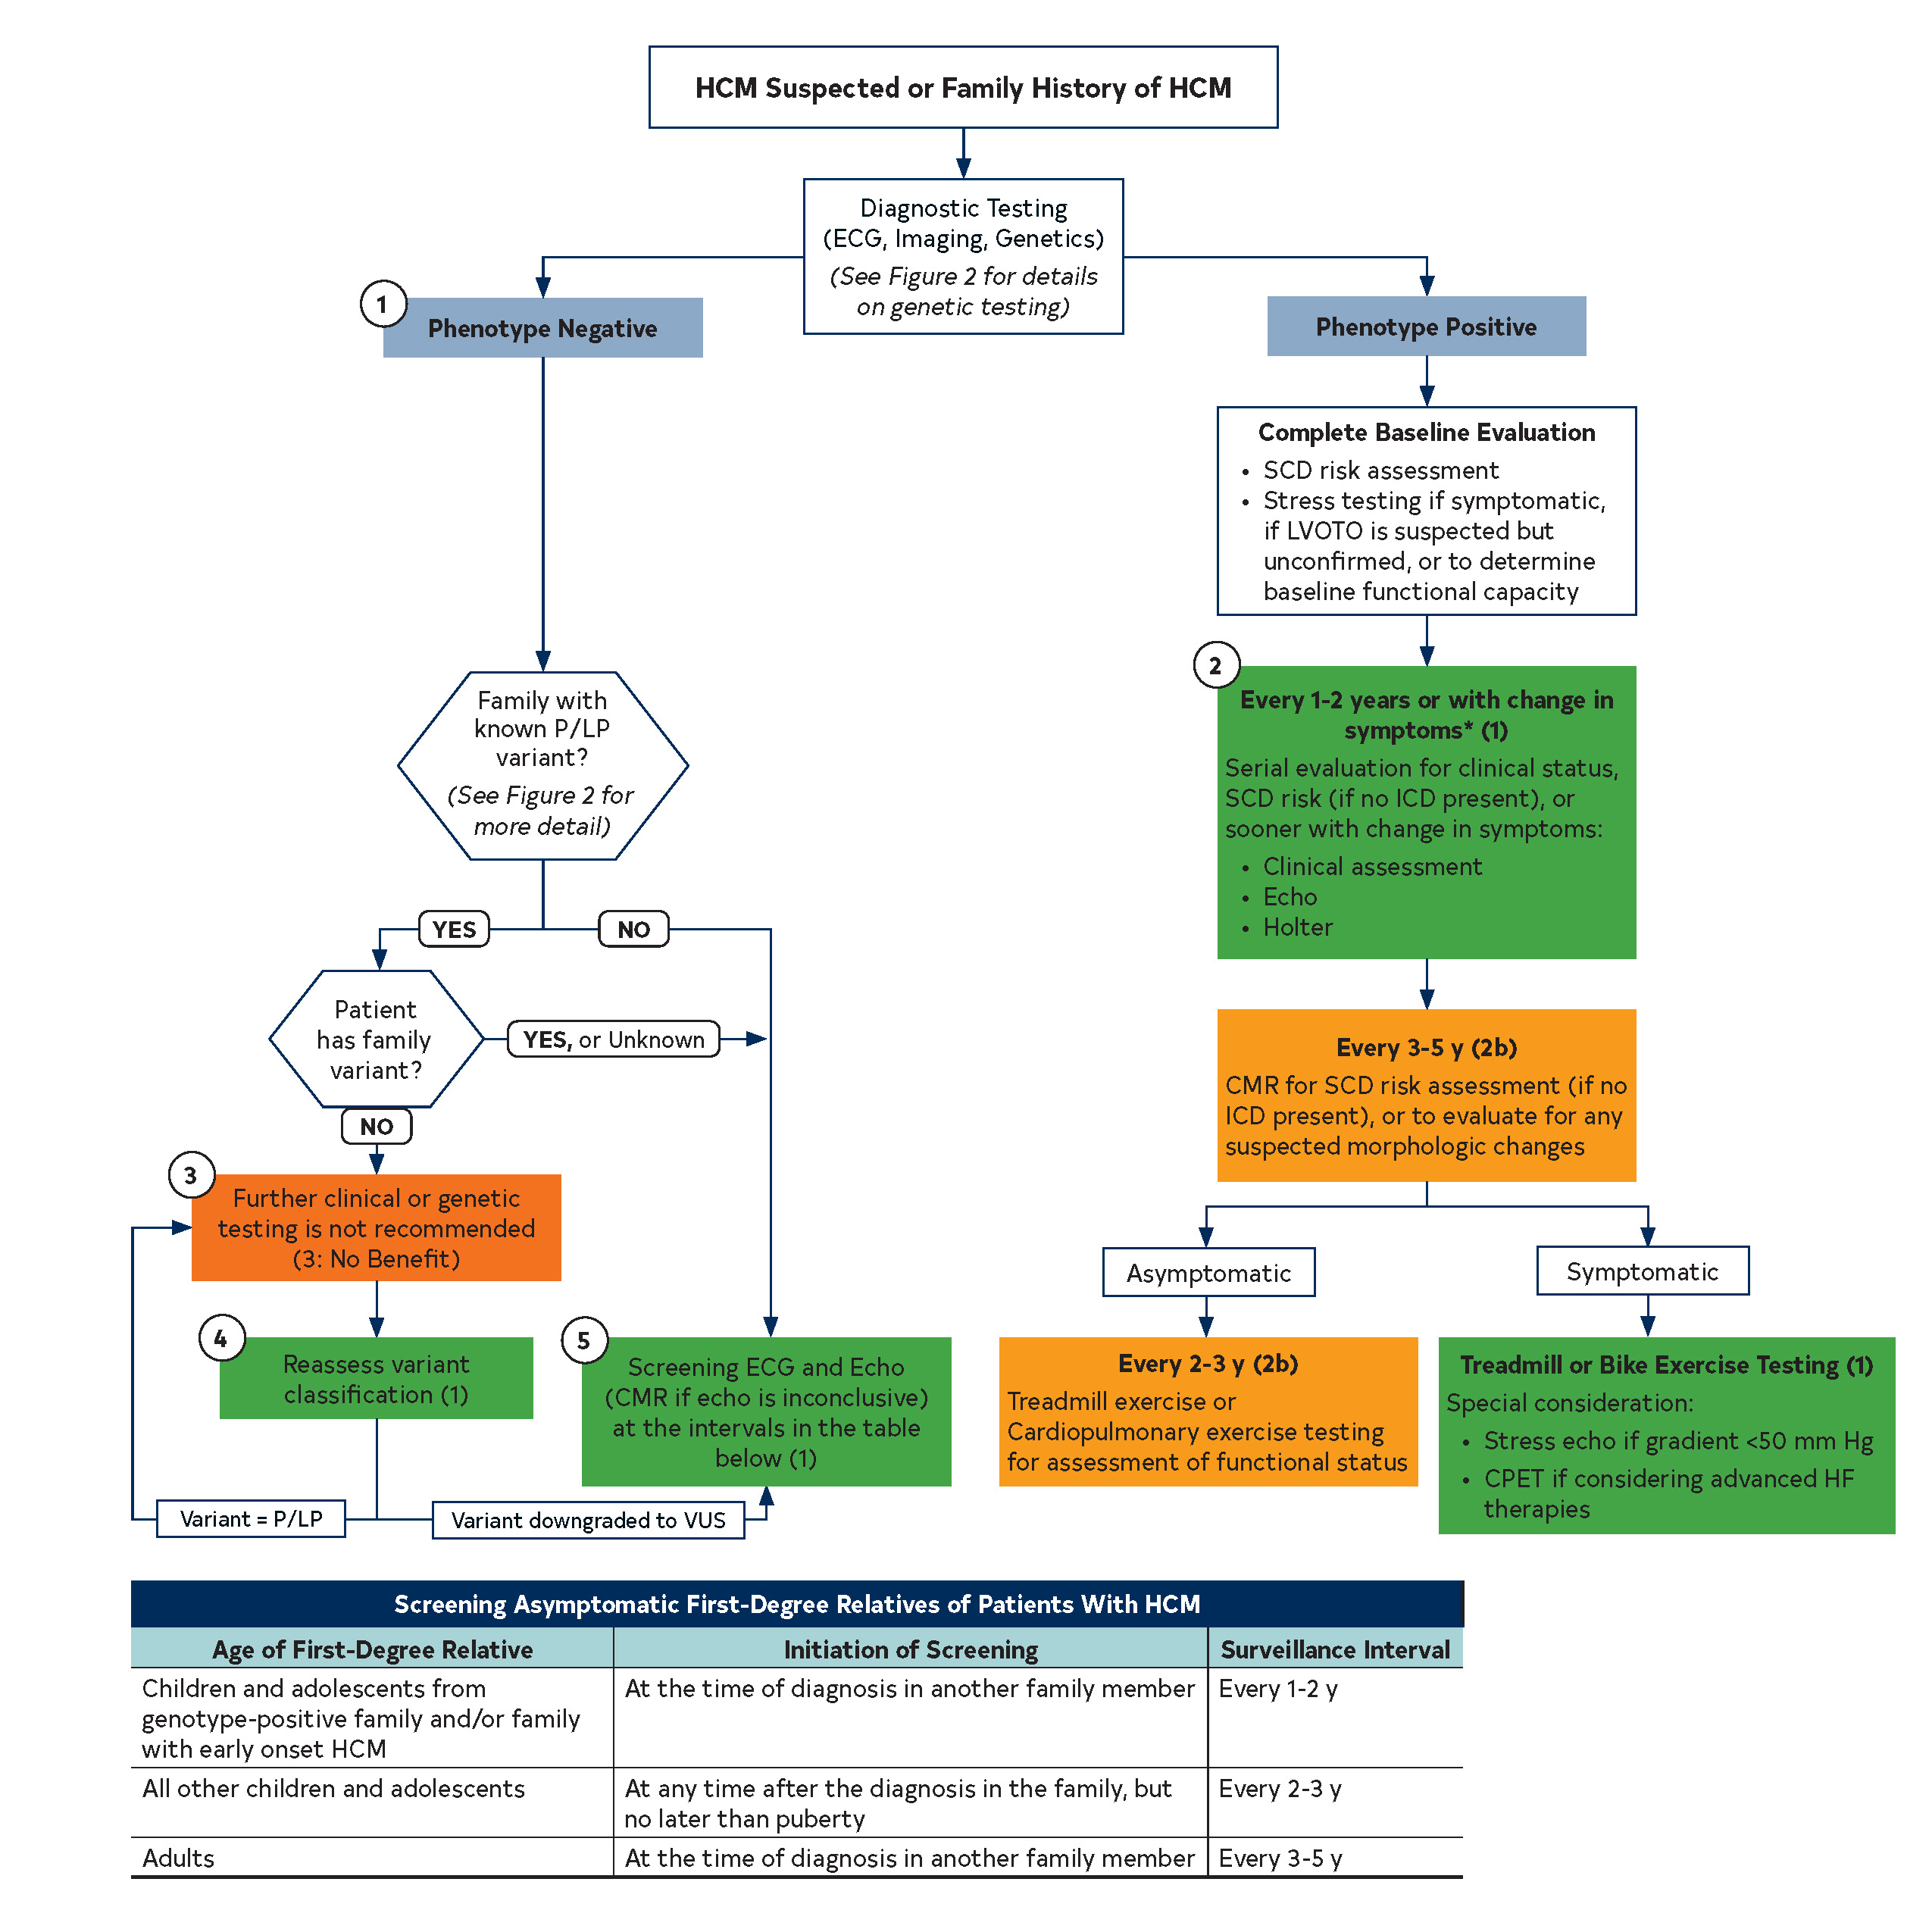 HCM Suspected or Family History of HCM
Diagnostic Testing
(ECG, Imaging, Genetics)
(See Figure 2 for details
on genetic testing)
1
Phenotype Negative
Phenotype Positive
Complete Baseline Evaluation
• SCD risk assessment
• Stress testing if symptomatic,
if LVOTO is suspected but
unconfirmed, or to determine
baseline functional capacity
Family with
known P/LP
variant?
(See Figure 2 for
more detail)
2
Every 1-2 years or with change in
symptoms* (1)
Serial evaluation for clinical status,
SCD risk (if no ICD present), or
sooner with change in symptoms:
• Clinical assessment
• Echo
• Holter
YES
NO
Patient
has family
variant?
YES, or Unknown
NO
Every 3-5 y (2b)
CMR for SCD risk assessment (if no
ICD present), or to evaluate for any
suspected morphologic changes
3
Further clinical or genetic
testing is not recommended
(3: No Benefit)
Asymptomatic
Symptomatic
4
Reassess variant
classification (1)
5
Screening ECG and Echo
(CMR if echo is inconclusive)
at the intervals in the table
below (1)
Every 2-3 y (2b)
Treadmill exercise or
Cardiopulmonary exercise testing
for assessment of functional status
Treadmill or Bike Exercise Testing (1)
Special consideration:
• Stress echo if gradient <50 mm Hg
• CPET if considering advanced HF
therapies
Variant = P/LP
Variant downgraded to VUS
Screening Asymptomatic First-Degree Relatives of Patients With HCM
Age of First-Degree Relative
Initiation of Screening
Surveillance Interval
Children and adolescents from
genotype-positive family and/or family
with early onset HCM
At the time of diagnosis in another family member
Every 1-2 y
All other children and adolescents
At any time after the diagnosis in the family, but
no later than puberty
Every 2-3 y
Adults
At the time of diagnosis in another family member
Every 3-5 y